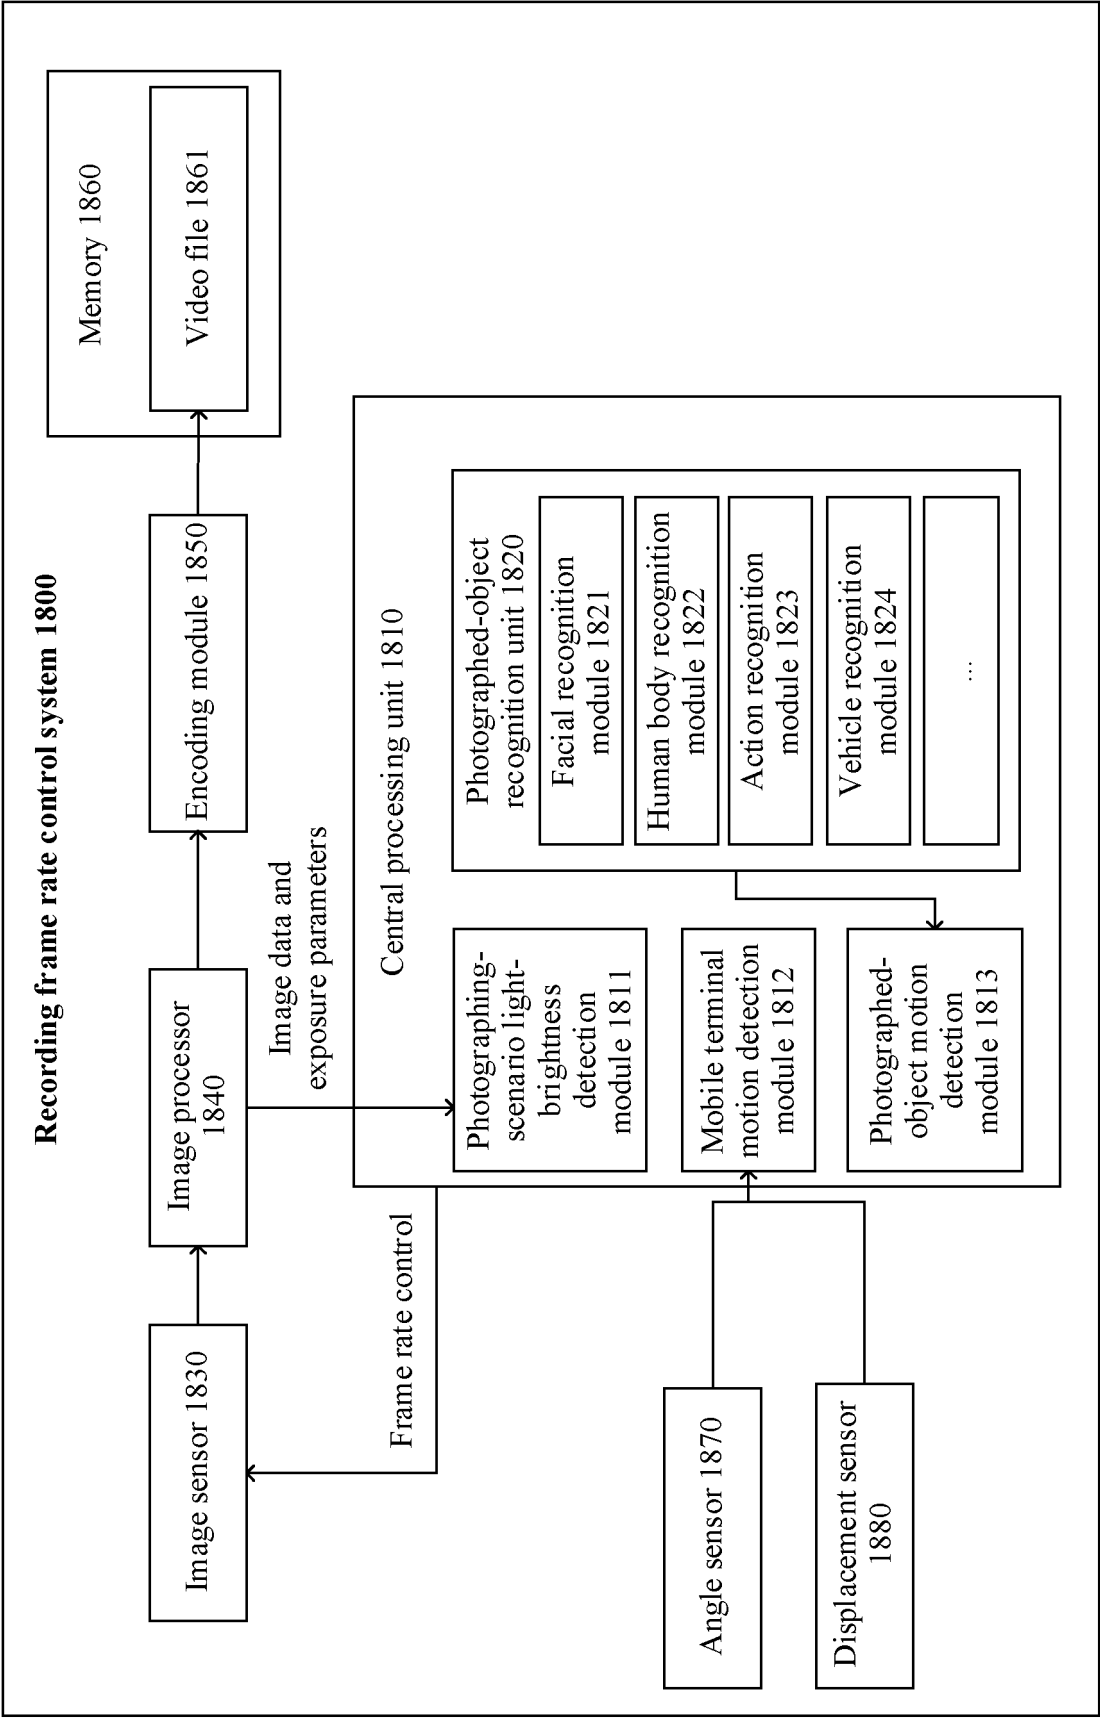 Recording frame rate control system 1800
Image sensor 1830
Image processor
1840
Encoding module 1850
Memory 1860
Video file 1861
Image data and
exposure parameters
Frame rate control
Central processing unit 1810
Photographing-
scenario light-
brightness
detection
module 1811
Mobile terminal
motion detection
module 1812
Photographed-
object motion
detection
module 1813
Photographed-object
recognition unit 1820
Facial recognition
module 1821
Human body recognition
module 1822
Action recognition
module 1823
Vehicle recognition
module 1824
...
Angle sensor 1870
Displacement sensor
1880